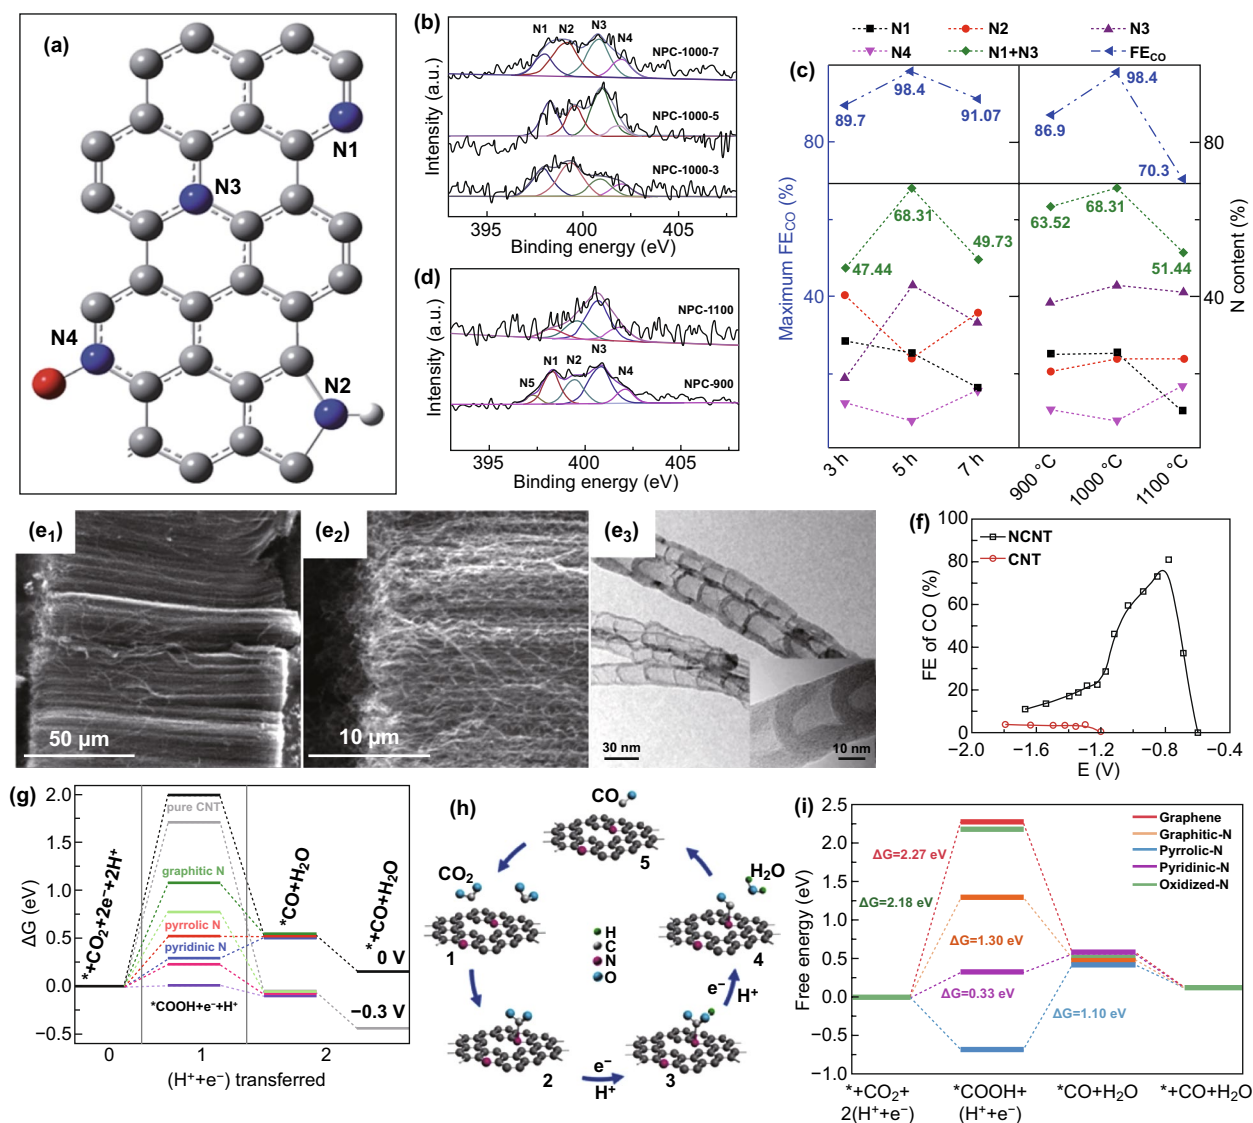 (a)
N1
N3
N4
N2
(b)
N1 N2 N3 N4
NPC-1000-7
NPC-1000-5
NPC-1000-3
Intensity (a.u.)
395 400 405
Binding energy (eV)
(d)
NPC-1100
N5 N1 N2 N3 N4
NPC-900
Intensity (a.u.)
395 400 405
Binding energy (eV)
N1 N2 N3
N4 N1+N3 FECO
(c)
98.4 98.4
89.7 91.07 86.9
80 80
70.3
68.31 63.52 68.31
49.73
47.44 51.44
40 40
Maximum FECO (%)
N content (%)
3 h 5 h 7 h 900 °C 1000 °C 1100 °C
(e1)
50 µm
(e2)
10 µm
(e3)
30 nm
10 nm
(f)
NCNT
CNT
100
80
60
40
20
0
FE of CO (%)
−2.0 −1.6 −1.2 −0.8 −0.4
E (V)
(g)
2.0
1.5
1.0
0.5
0.0
−0.5
ΔG (eV)
pure CNT
graphitic N
pyrrolic N
pyridinic N
*+CO2+2e-+2H+
*COOH+e−+H+
*CO+H2O
*+CO+H2O
0 V
−0.3 V
0 1 2
(H++e−) transferred
(h)
CO
5
CO2
H2O
1
4
H
C
N
O
e−
H+
2
e−
H+
3
(i)
2.5
2.0
1.5
1.0
0.5
0.0
−0.5
−1.0
Free energy (eV)
Graphene
Graphitic-N
Pyrrolic-N
Pyridinic-N
Oxidized-N
ΔG=2.27 eV
ΔG=2.18 eV
ΔG=1.30 eV
ΔG=0.33 eV
ΔG=1.10 eV
*+CO2+ *COOH+ *CO+H2O *+CO+H2O
2(H++e−) (H++e−)